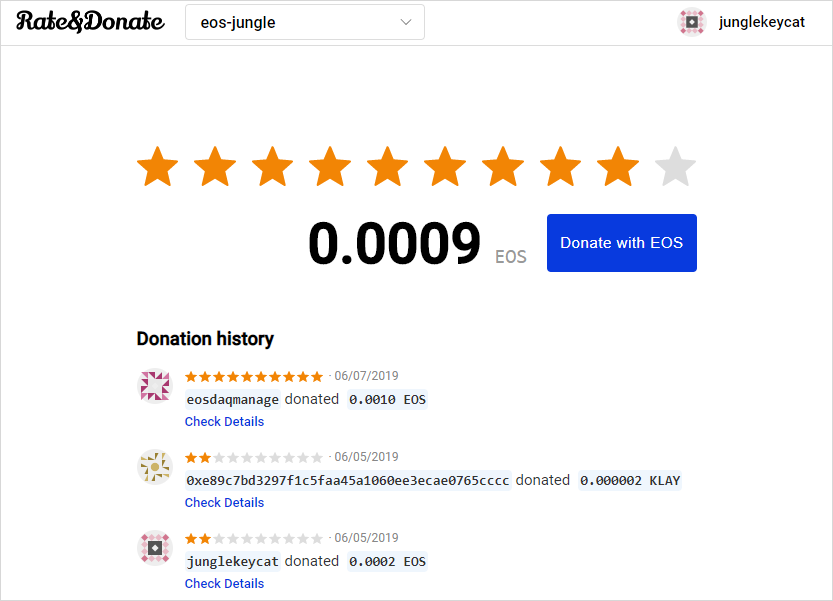 Rate&Donate
eos-jungle
junglekeycat
0.0009 EOS
Donate with EOS
Donation history
· 06/07/2019
eosdaqmanage donated 0.0010 EOS
Check Details
· 06/05/2019
0xe89c7bd3297f1c5faa45a1060ee3ecae0765cccc donated 0.000002 KLAY
Check Details
· 06/05/2019
junglekeycat donated 0.0002 EOS
Check Details